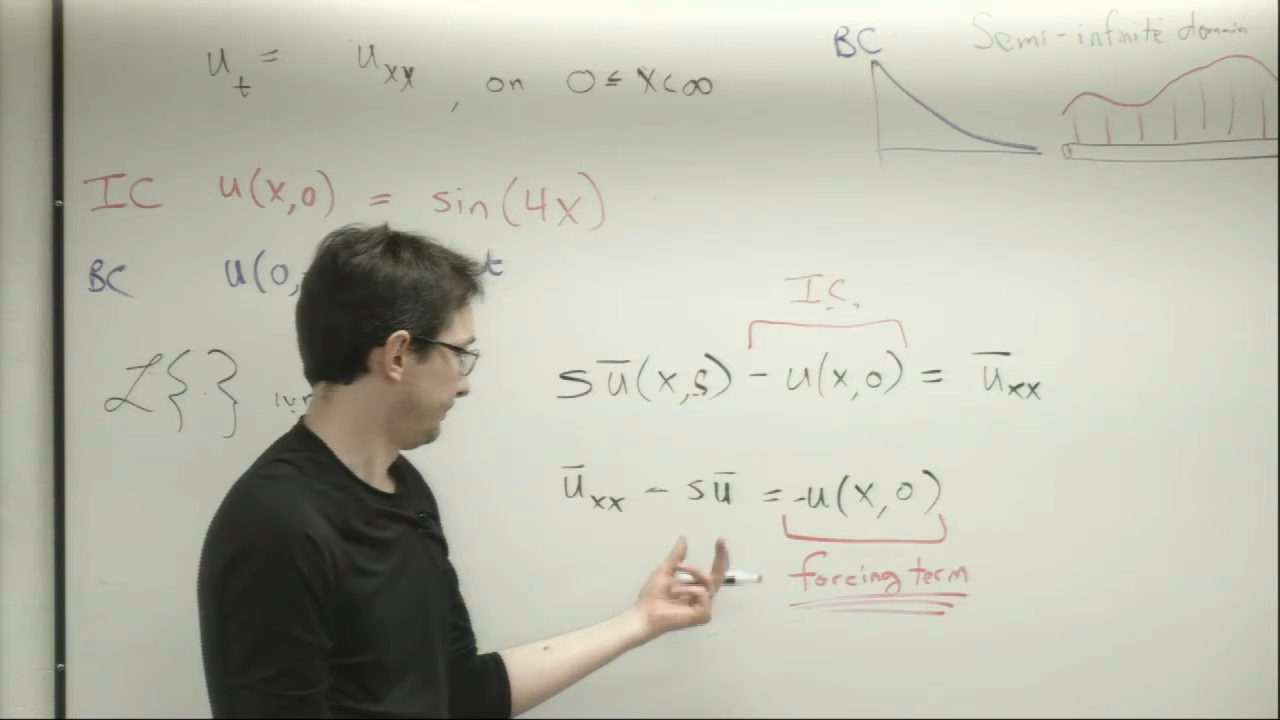 u_t = u_xx , on 0 ≤ x < ∞
BC
Semi-infinite domain
IC u(x,0) = sin(4x)
BC u(0, t
I.C.
ℒ{·}
s ū(x,s) - u(x,0) = ū_xx
ū_xx - s ū = -u(x,0)
forcing term